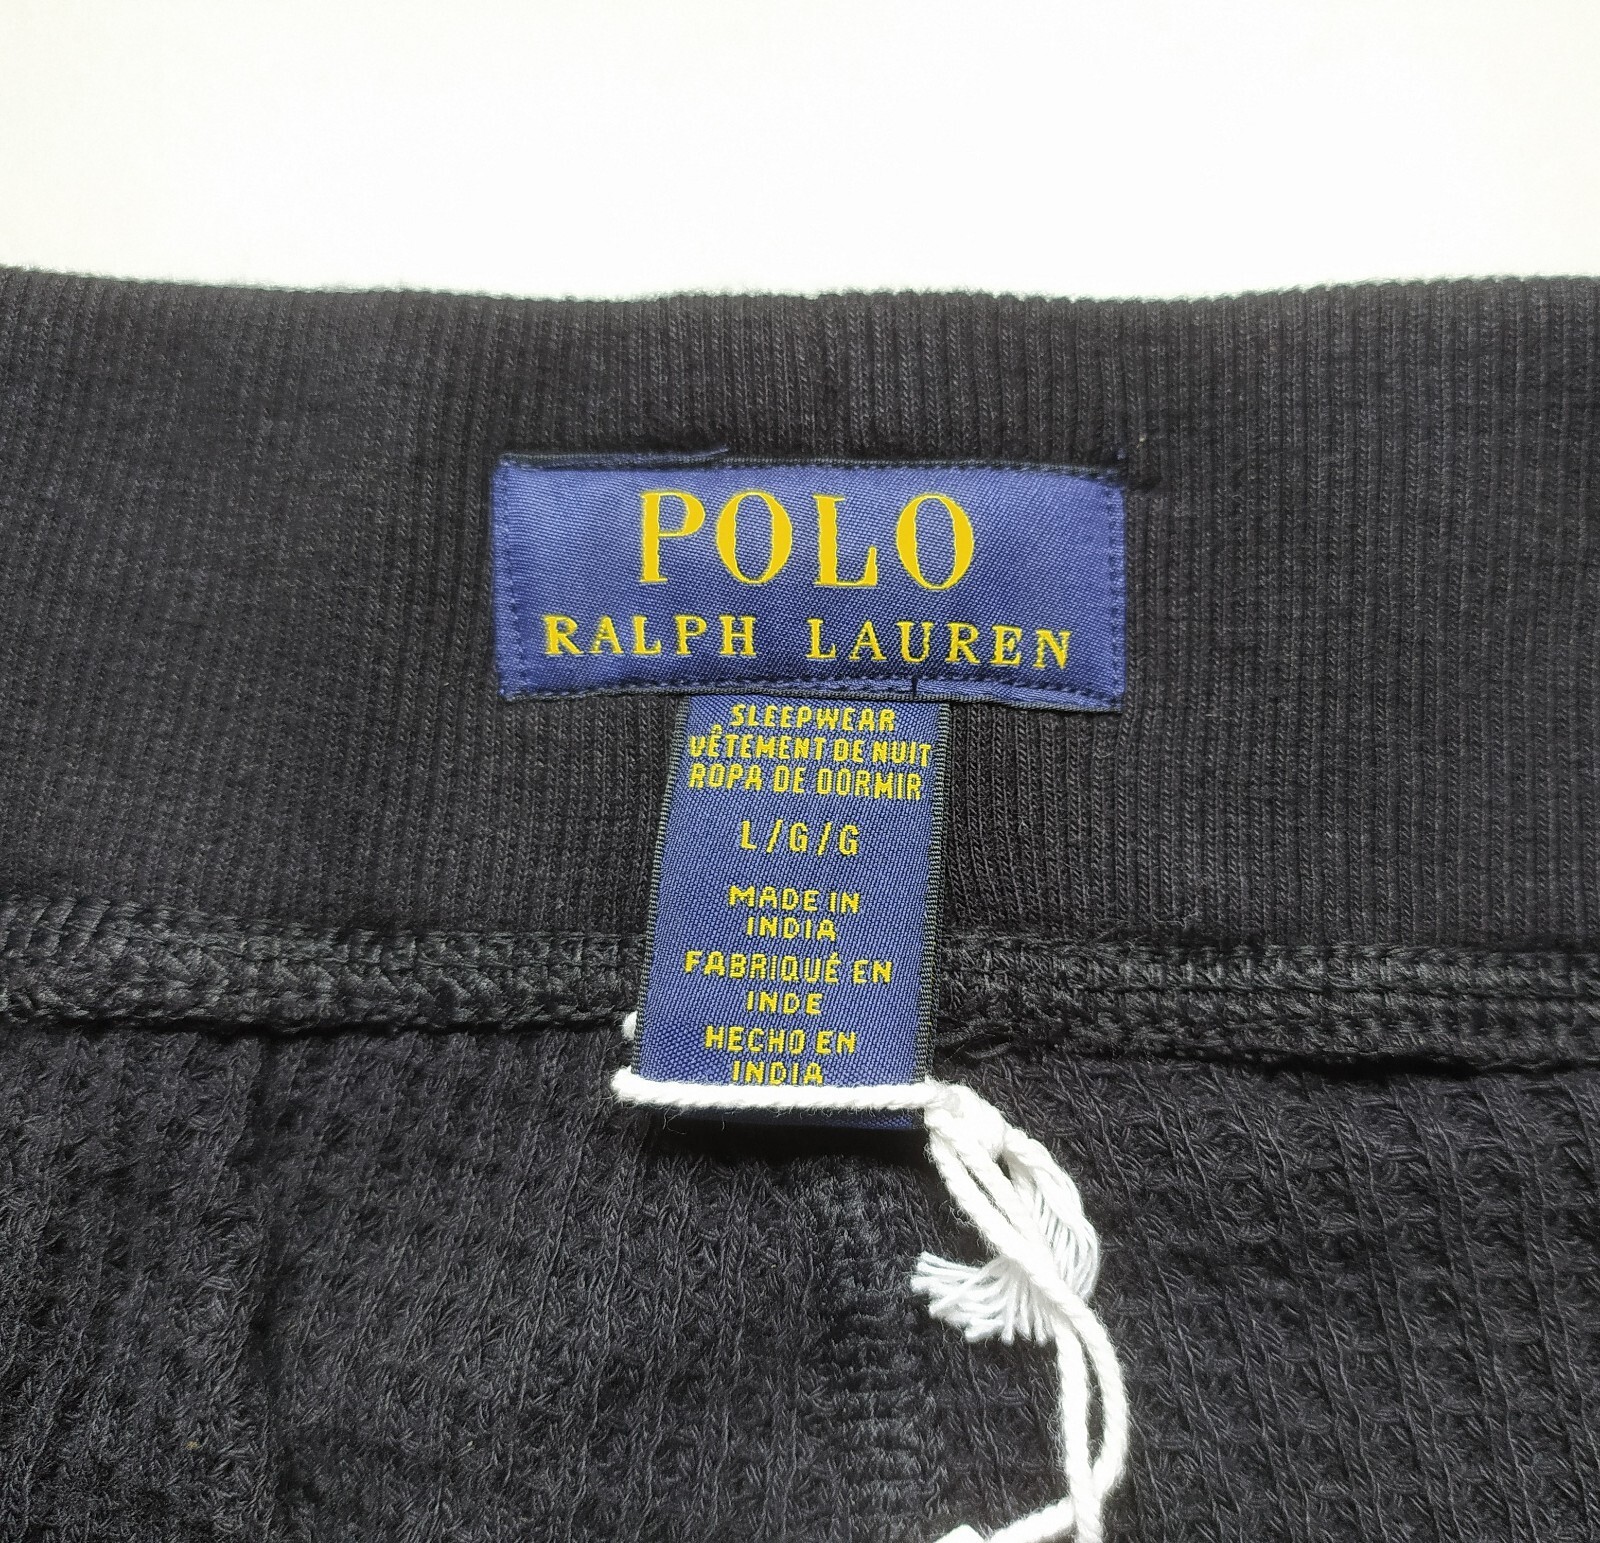 POLO
RALPH LAUREN
SLEEPWEAR
VÊTEMENT DE NUIT
ROPA DE DORMIR
L/G/G
MADE IN
INDIA
FABRIQUÉ EN
INDE
HECHO EN
INDIA